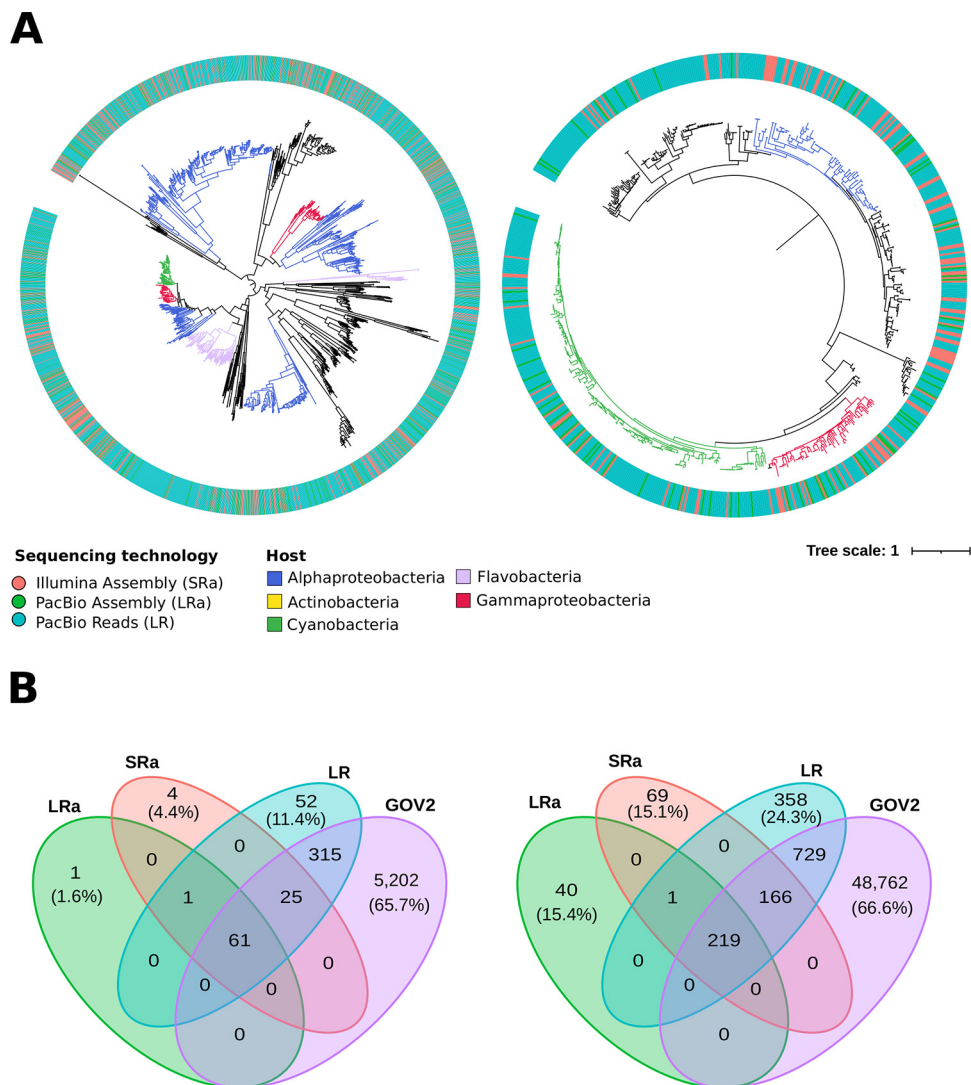 A
Tree scale: 1
Sequencing technology
Illumina Assembly (SRa)
PacBio Assembly (LRa)
PacBio Reads (LR)
Host
Alphaproteobacteria
Actinobacteria
Cyanobacteria
Flavobacteria
Gammaproteobacteria
B
SRa
LR
LRa
GOV2
4
(4.4%)
52
(11.4%)
0
0
315
1
(1.6%)
5,202
(65.7%)
1
25
61
0
0
0
0
0
SRa
LR
LRa
GOV2
69
(15.1%)
358
(24.3%)
0
0
729
40
(15.4%)
48,762
(66.6%)
1
166
219
0
0
0
0
0